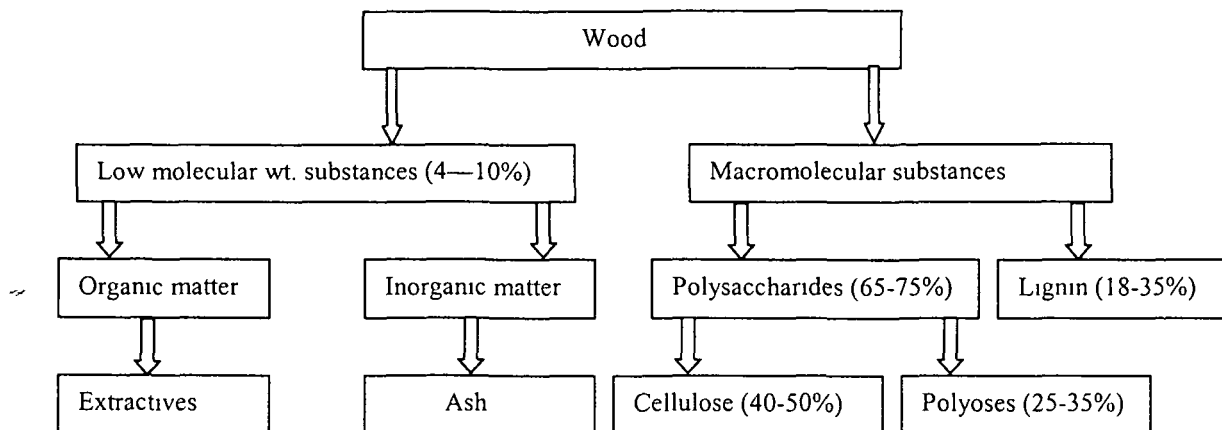 Wood
Low molecular wt. substances (4—10%)
Macromolecular substances
Organic matter
Inorganic matter
Polysaccharides (65-75%)
Lignin (18-35%)
Extractives
Ash
Cellulose (40-50%)
Polyoses (25-35%)